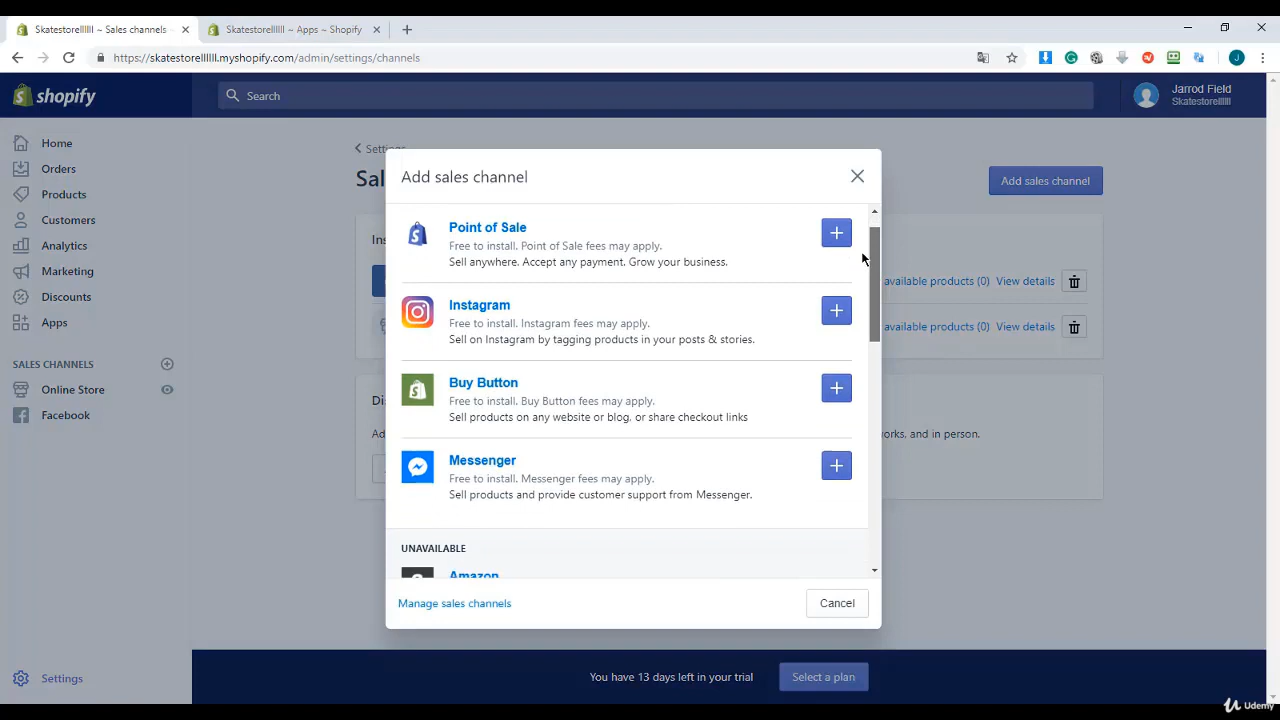 Skatestorellllll ~ Sales channels
Skatestorellllll ~ Apps ~ Shopify
https://skatestorellllll.myshopify.com/admin/settings/channels
shopify
Search
Jarrod Field
Skatestorellllll
Home
Orders
Products
Customers
Analytics
Marketing
Discounts
Apps
SALES CHANNELS
Online Store
Facebook
Settings
Add sales channel
Add sales channel
Point of Sale
Free to install. Point of Sale fees may apply.
Sell anywhere. Accept any payment. Grow your business.
available products (0) View details
Instagram
Free to install. Instagram fees may apply.
Sell on Instagram by tagging products in your posts & stories.
available products (0) View details
Buy Button
Free to install. Buy Button fees may apply.
Sell products on any website or blog, or share checkout links
and in person.
Messenger
Free to install. Messenger fees may apply.
Sell products and provide customer support from Messenger.
UNAVAILABLE
Amazon
Manage sales channels
Cancel
You have 13 days left in your trial
Select a plan
Udemy